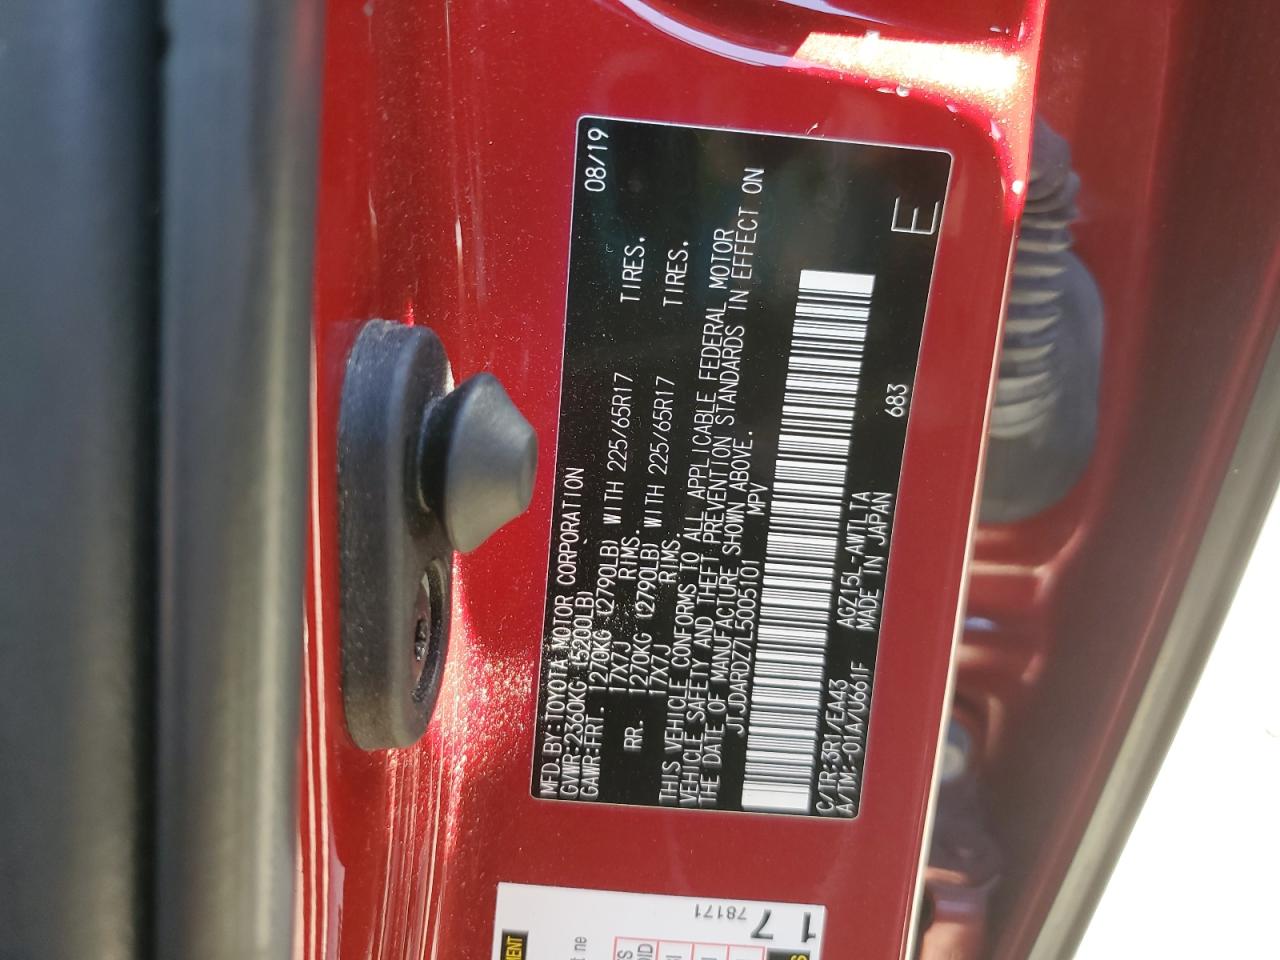 MFD.BY:TOYOTA MOTOR CORPORATION 08/19
GVWR:2360KG (5200LB)
GAWR:FRT. 1270KG (2790LB) WITH 225/65R17 TIRES.
17X7J RIMS.
RR. 1270KG (2790LB) WITH 225/65R17 TIRES.
17X7J RIMS.
THIS VEHICLE CONFORMS TO ALL APPLICABLE FEDERAL MOTOR
VEHICLE SAFETY AND THEFT PREVENTION STANDARDS IN EFFECT ON
THE DATE OF MANUFACTURE SHOWN ABOVE.
JTJDARDZ7L5005101 MPV
C/TR:3R1/EA43 AGZ15L-AWTLTA 683
A/TM:-01A/U661F MADE IN JAPAN E
78171
17
MENT